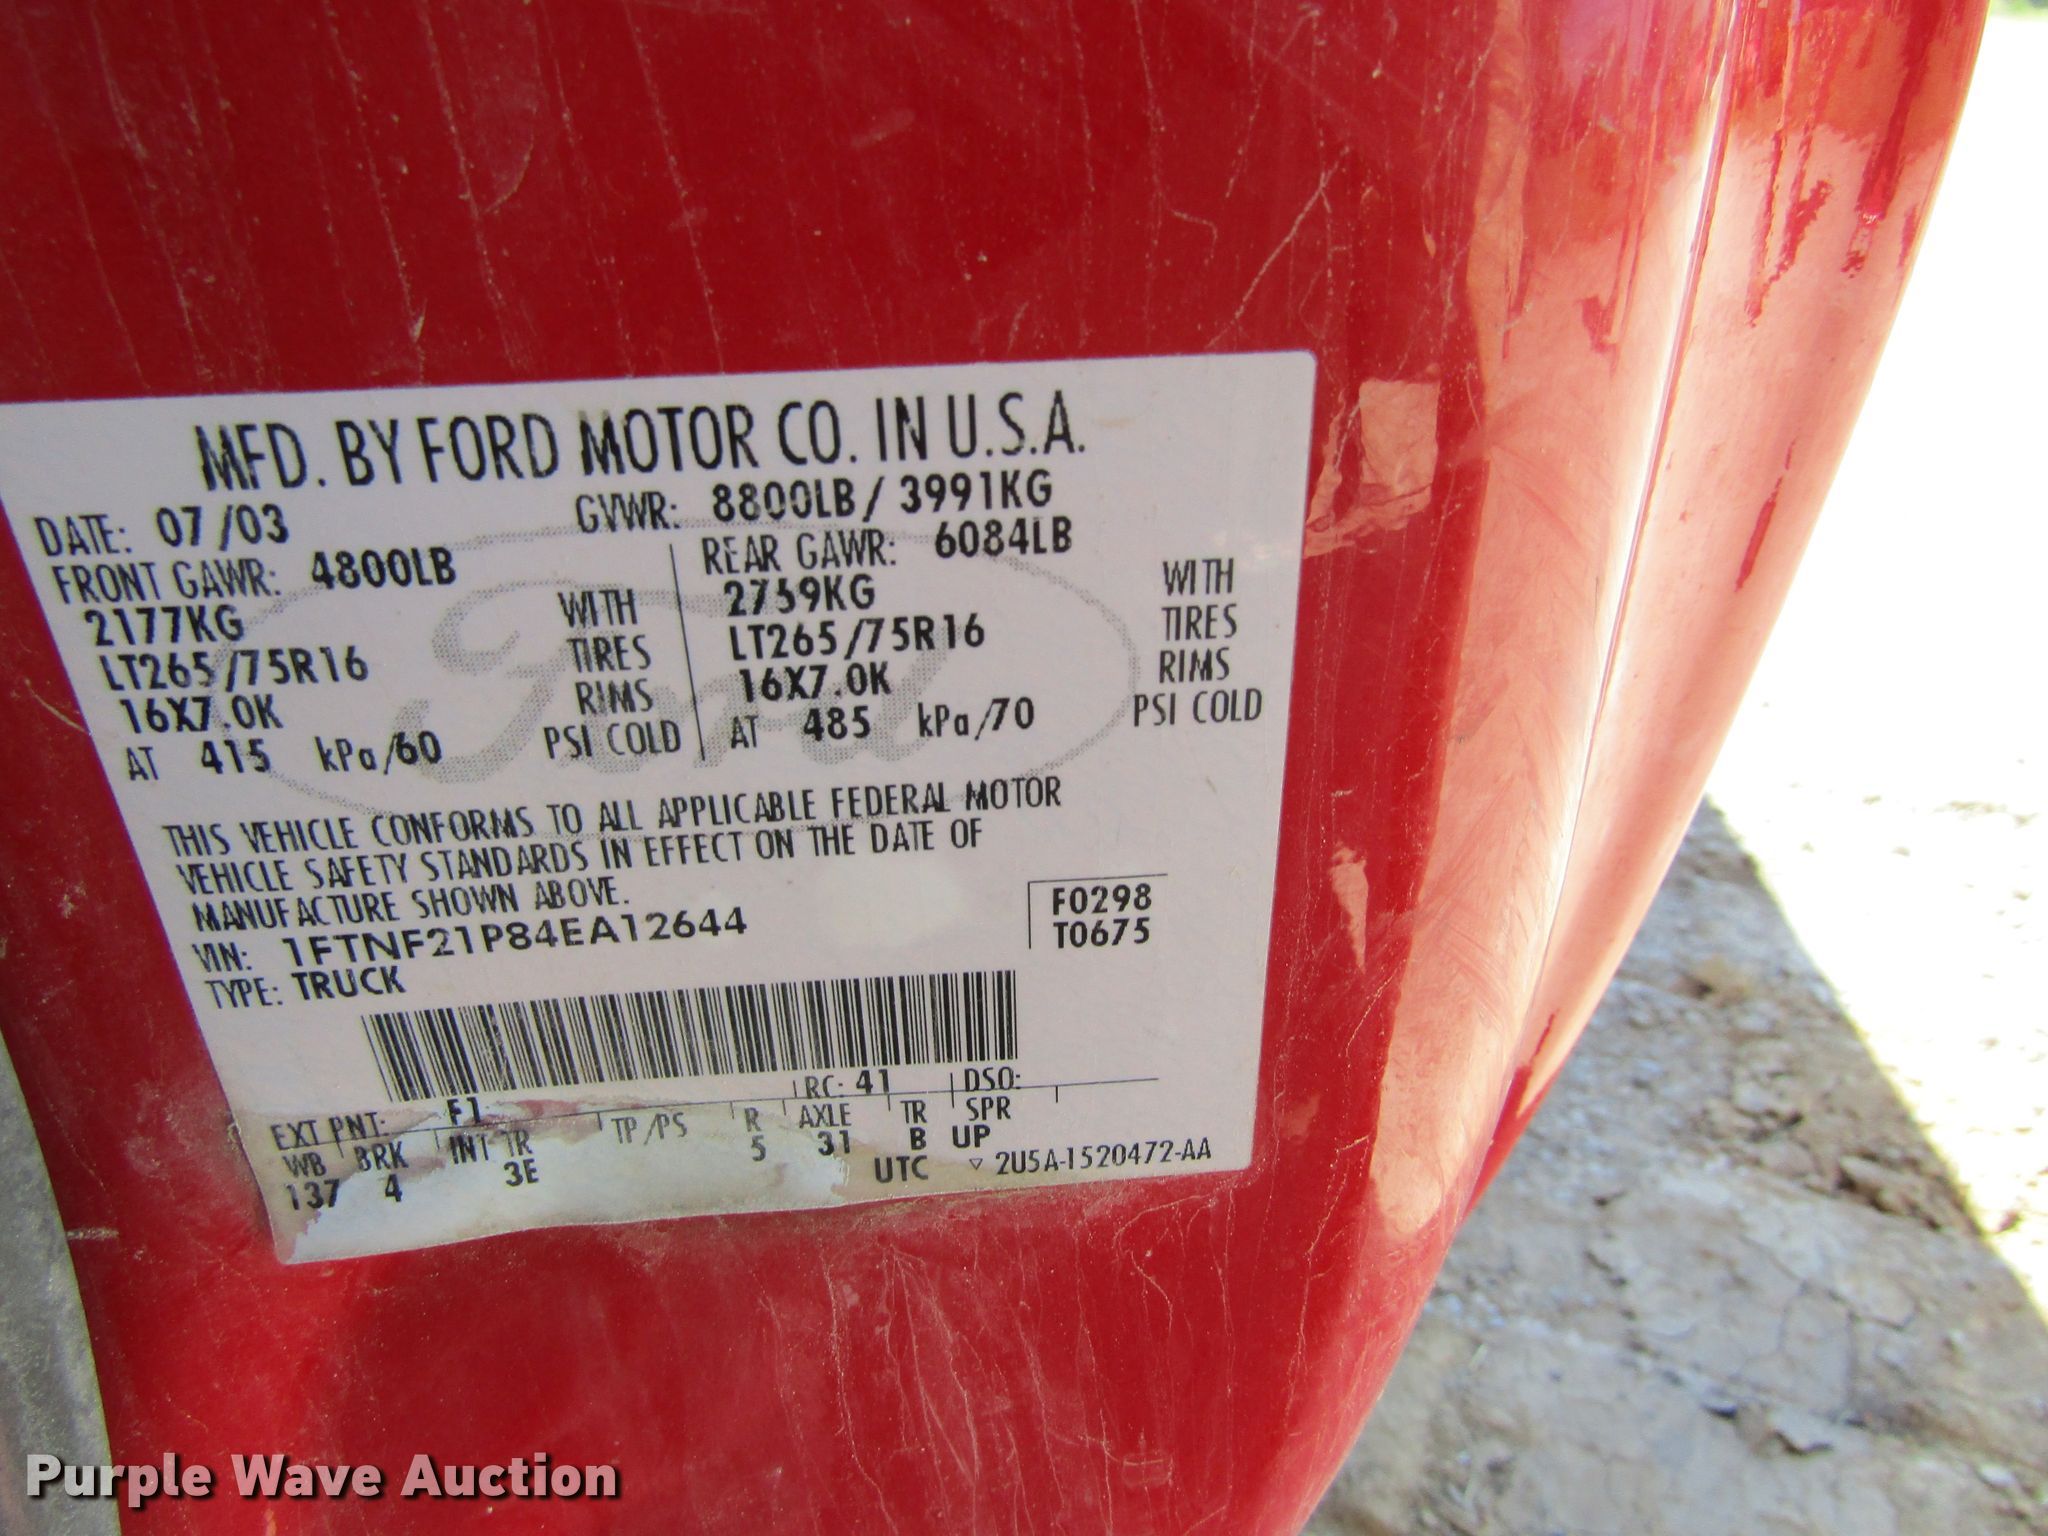 MFD. BY FORD MOTOR CO. IN U.S.A.
DATE: 07/03 GVWR: 8800LB / 3991KG
FRONT GAWR: 4800LB REAR GAWR: 6084LB
2177KG WITH 2759KG WITH
LT265/75R16 TIRES LT265/75R16 TIRES
16X7.0K RIMS 16X7.0K RIMS
AT 415 kPa/60 PSI COLD AT 485 kPa/70 PSI COLD
Ford
THIS VEHICLE CONFORMS TO ALL APPLICABLE FEDERAL MOTOR
VEHICLE SAFETY STANDARDS IN EFFECT ON THE DATE OF
MANUFACTURE SHOWN ABOVE.
VIN: 1FTNF21P84EA12644
F0298
T0675
TYPE: TRUCK
EXT PNT: F1 RC: 41 DSO:
WB BRK INT TR TP/PS R AXLE TR SPR
137 4 3E 5 31 B UP
UTC ▽ 2U5A-1520472-AA
Purple Wave Auction